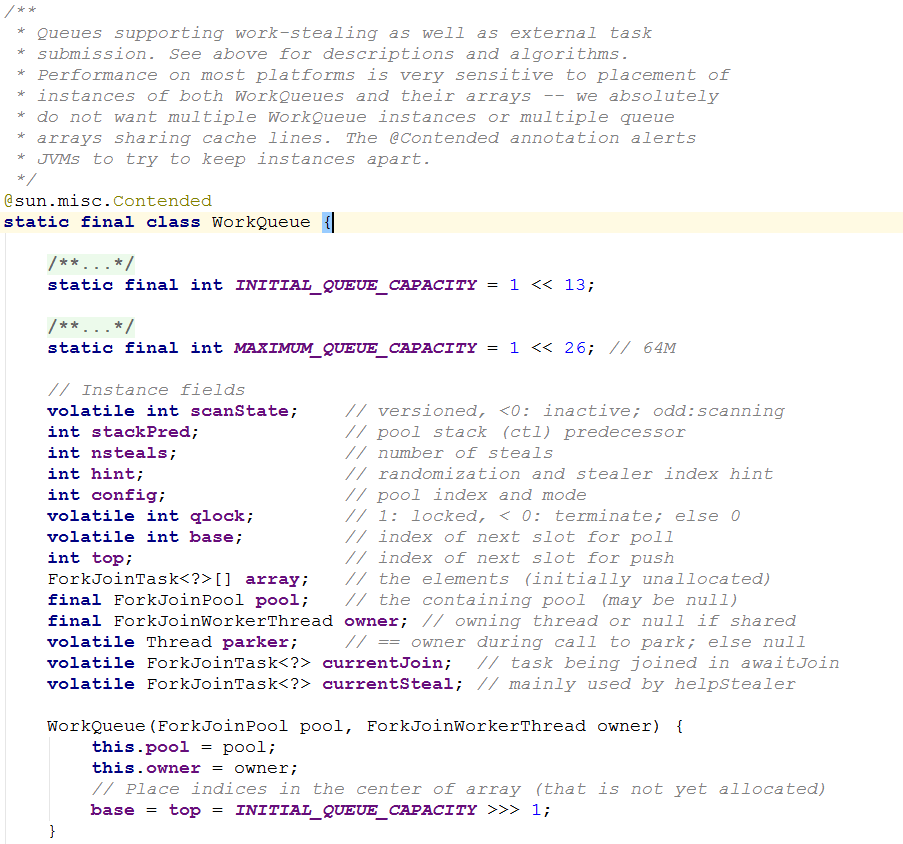 /**
 * Queues supporting work-stealing as well as external task
 * submission. See above for descriptions and algorithms.
 * Performance on most platforms is very sensitive to placement of
 * instances of both WorkQueues and their arrays -- we absolutely
 * do not want multiple WorkQueue instances or multiple queue
 * arrays sharing cache lines. The @Contended annotation alerts
 * JVMs to try to keep instances apart.
 */
@sun.misc.Contended
static final class WorkQueue {
    /**...*/
    static final int INITIAL_QUEUE_CAPACITY = 1 << 13;
    /**...*/
    static final int MAXIMUM_QUEUE_CAPACITY = 1 << 26; // 64M
    // Instance fields
    volatile int scanState;    // versioned, <0: inactive; odd:scanning
    int stackPred;             // pool stack (ctl) predecessor
    int nsteals;               // number of steals
    int hint;                  // randomization and stealer index hint
    int config;                // pool index and mode
    volatile int qlock;        // 1: locked, < 0: terminate; else 0
    volatile int base;         // index of next slot for poll
    int top;                   // index of next slot for push
    ForkJoinTask<?>[] array;   // the elements (initially unallocated)
    final ForkJoinPool pool;   // the containing pool (may be null)
    final ForkJoinWorkerThread owner; // owning thread or null if shared
    volatile Thread parker;    // == owner during call to park; else null
    volatile ForkJoinTask<?> currentJoin;  // task being joined in awaitJoin
    volatile ForkJoinTask<?> currentSteal; // mainly used by helpStealer
    WorkQueue(ForkJoinPool pool, ForkJoinWorkerThread owner) {
        this.pool = pool;
        this.owner = owner;
        // Place indices in the center of array (that is not yet allocated)
        base = top = INITIAL_QUEUE_CAPACITY >>> 1;
    }